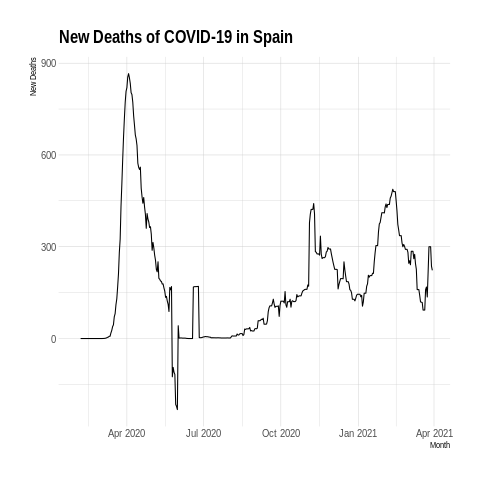 New Deaths of COVID-19 in Spain
New Deaths
900
600
300
0
Apr 2020 Jul 2020 Oct 2020 Jan 2021 Apr 2021
Month